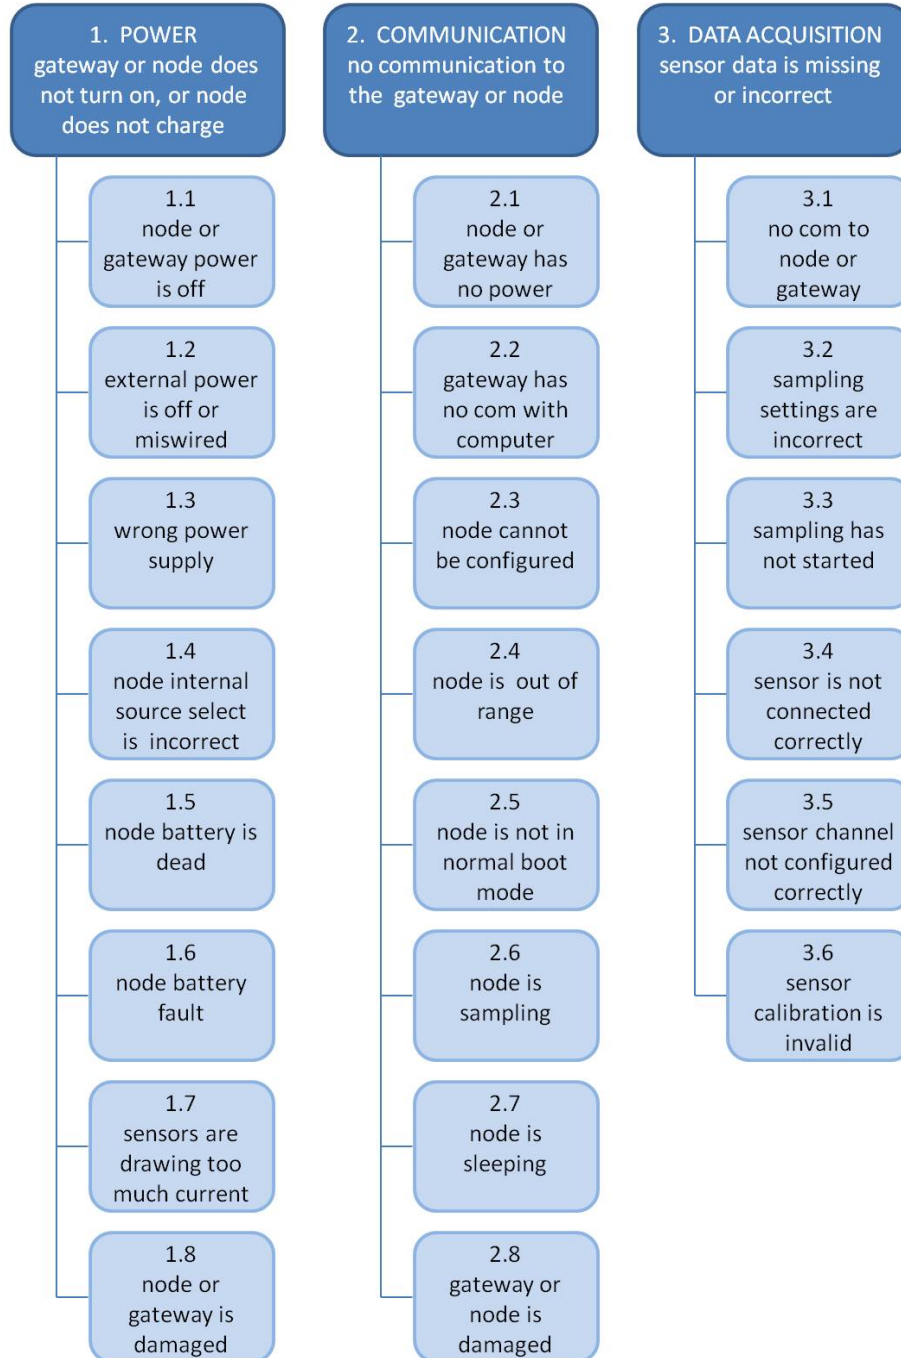 1. POWER
gateway or node does
not turn on, or node
does not charge
1.1
node or
gateway power
is off
1.2
external power
is off or
miswired
1.3
wrong power
supply
1.4
node internal
source select
is incorrect
1.5
node battery is
dead
1.6
node battery
fault
1.7
sensors are
drawing too
much current
1.8
node or
gateway is
damaged
2. COMMUNICATION
no communication to
the gateway or node
2.1
node or
gateway has
no power
2.2
gateway has
no com with
computer
2.3
node cannot
be configured
2.4
node is out of
range
2.5
node is not in
normal boot
mode
2.6
node is
sampling
2.7
node is
sleeping
2.8
gateway or
node is
damaged
3. DATA ACQUISITION
sensor data is missing
or incorrect
3.1
no com to
node or
gateway
3.2
sampling
settings are
incorrect
3.3
sampling has
not started
3.4
sensor is not
connected
correctly
3.5
sensor channel
not configured
correctly
3.6
sensor
calibration is
invalid